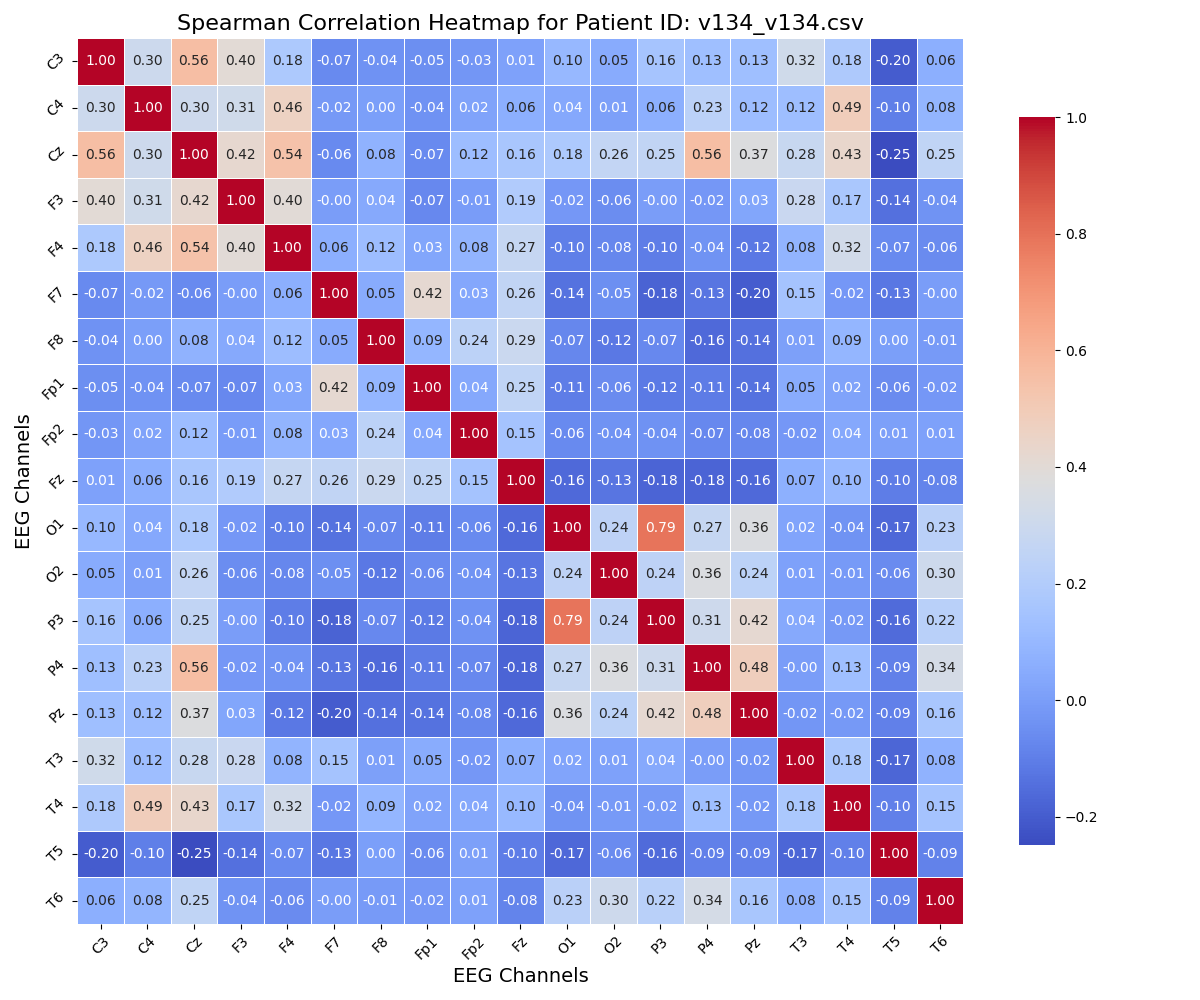 Spearman Correlation Heatmap for Patient ID: v134_v134.csv
C3 1.00 0.30 0.56 0.40 0.18 -0.07 -0.04 -0.05 -0.03 0.01 0.10 0.05 0.16 0.13 0.13 0.32 0.18 -0.20 0.06
C4 0.30 1.00 0.30 0.31 0.46 -0.02 0.00 -0.04 0.02 0.06 0.04 0.01 0.06 0.23 0.12 0.12 0.49 -0.10 0.08
Cz 0.56 0.30 1.00 0.42 0.54 -0.06 0.08 -0.07 0.12 0.16 0.18 0.26 0.25 0.56 0.37 0.28 0.43 -0.25 0.25
F3 0.40 0.31 0.42 1.00 0.40 -0.00 0.04 -0.07 -0.01 0.19 -0.02 -0.06 -0.00 -0.02 0.03 0.28 0.17 -0.14 -0.04
F4 0.18 0.46 0.54 0.40 1.00 0.06 0.12 0.03 0.08 0.27 -0.10 -0.08 -0.10 -0.04 -0.12 0.08 0.32 -0.07 -0.06
F7 -0.07 -0.02 -0.06 -0.00 0.06 1.00 0.05 0.42 0.03 0.26 -0.14 -0.05 -0.18 -0.13 -0.20 0.15 -0.02 -0.13 -0.00
F8 -0.04 0.00 0.08 0.04 0.12 0.05 1.00 0.09 0.24 0.29 -0.07 -0.12 -0.07 -0.16 -0.14 0.01 0.09 0.00 -0.01
Fp1 -0.05 -0.04 -0.07 -0.07 0.03 0.42 0.09 1.00 0.04 0.25 -0.11 -0.06 -0.12 -0.11 -0.14 0.05 0.02 -0.06 -0.02
Fp2 -0.03 0.02 0.12 -0.01 0.08 0.03 0.24 0.04 1.00 0.15 -0.06 -0.04 -0.04 -0.07 -0.08 -0.02 0.04 0.01 0.01
Fz 0.01 0.06 0.16 0.19 0.27 0.26 0.29 0.25 0.15 1.00 -0.16 -0.13 -0.18 -0.18 -0.16 0.07 0.10 -0.10 -0.08
O1 0.10 0.04 0.18 -0.02 -0.10 -0.14 -0.07 -0.11 -0.06 -0.16 1.00 0.24 0.79 0.27 0.36 0.02 -0.04 -0.17 0.23
O2 0.05 0.01 0.26 -0.06 -0.08 -0.05 -0.12 -0.06 -0.04 -0.13 0.24 1.00 0.24 0.36 0.24 0.01 -0.01 -0.06 0.30
P3 0.16 0.06 0.25 -0.00 -0.10 -0.18 -0.07 -0.12 -0.04 -0.18 0.79 0.24 1.00 0.31 0.42 0.04 -0.02 -0.16 0.22
P4 0.13 0.23 0.56 -0.02 -0.04 -0.13 -0.16 -0.11 -0.07 -0.18 0.27 0.36 0.31 1.00 0.48 -0.00 0.13 -0.09 0.34
Pz 0.13 0.12 0.37 0.03 -0.12 -0.20 -0.14 -0.14 -0.08 -0.16 0.36 0.24 0.42 0.48 1.00 -0.02 -0.02 -0.09 0.16
T3 0.32 0.12 0.28 0.28 0.08 0.15 0.01 0.05 -0.02 0.07 0.02 0.01 0.04 -0.00 -0.02 1.00 0.18 -0.17 0.08
T4 0.18 0.49 0.43 0.17 0.32 -0.02 0.09 0.02 0.04 0.10 -0.04 -0.01 -0.02 0.13 -0.02 0.18 1.00 -0.10 0.15
T5 -0.20 -0.10 -0.25 -0.14 -0.07 -0.13 0.00 -0.06 0.01 -0.10 -0.17 -0.06 -0.16 -0.09 -0.09 -0.17 -0.10 1.00 -0.09
T6 0.06 0.08 0.25 -0.04 -0.06 -0.00 -0.01 -0.02 0.01 -0.08 0.23 0.30 0.22 0.34 0.16 0.08 0.15 -0.09 1.00
C3 C4 Cz F3 F4 F7 F8 Fp1 Fp2 Fz O1 O2 P3 P4 Pz T3 T4 T5 T6
EEG Channels
EEG Channels
1.0
0.8
0.6
0.4
0.2
0.0
−0.2